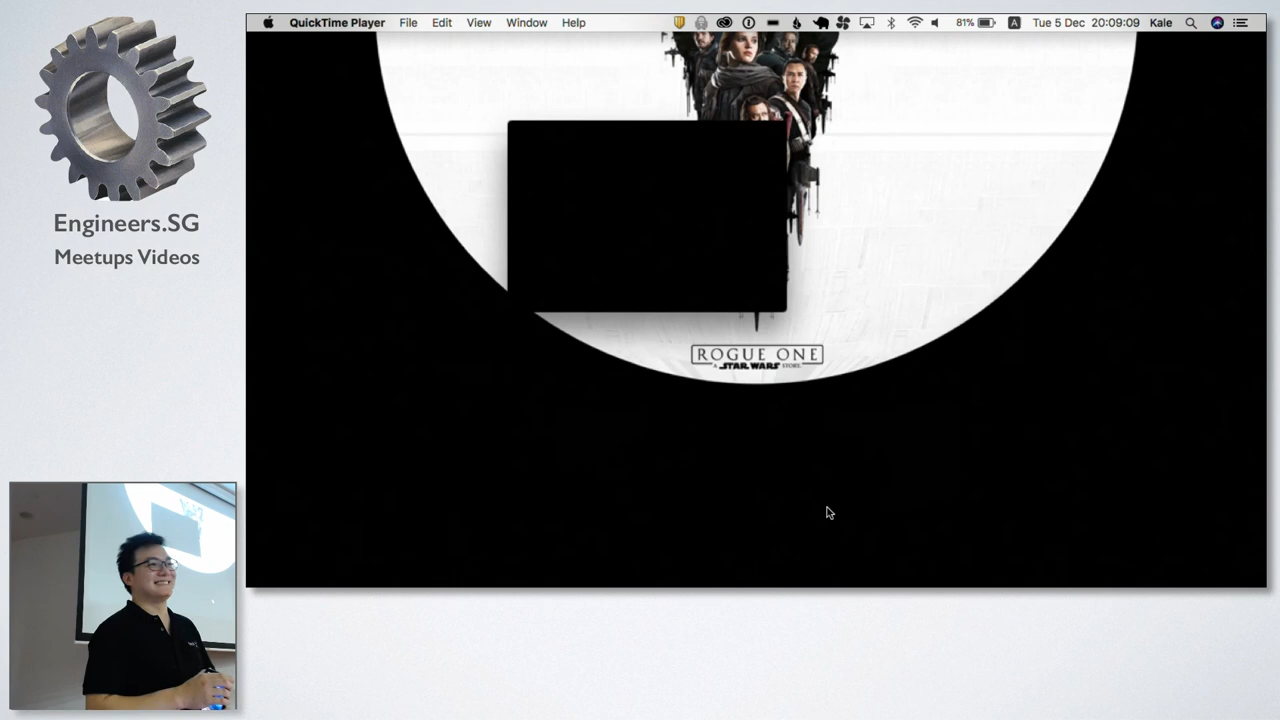 QuickTime Player File Edit View Window Help 81% A Tue 5 Dec 20:09:09 Kale
Engineers.SG
Meetups Videos
ROGUE ONE
A STAR WARS STORY